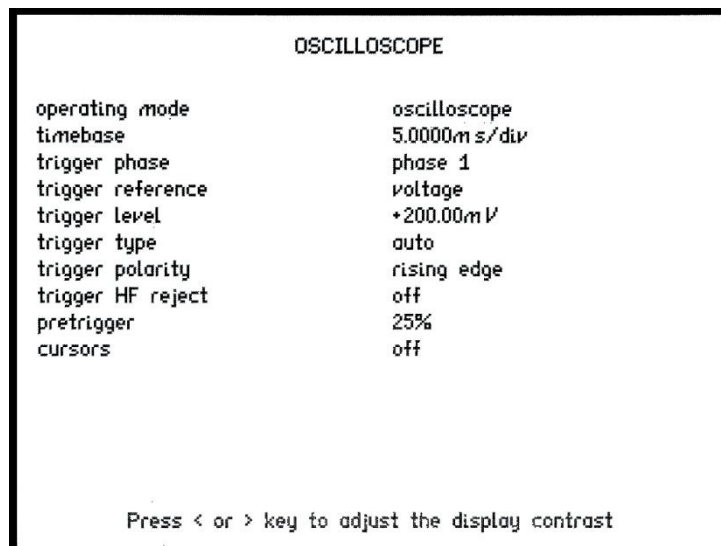 OSCILLOSCOPE
operating mode oscilloscope
timebase 5.0000m s/div
trigger phase phase 1
trigger reference voltage
trigger level +200.00mV
trigger type auto
trigger polarity rising edge
trigger HF reject off
pretrigger 25%
cursors off
Press < or > key to adjust the display contrast